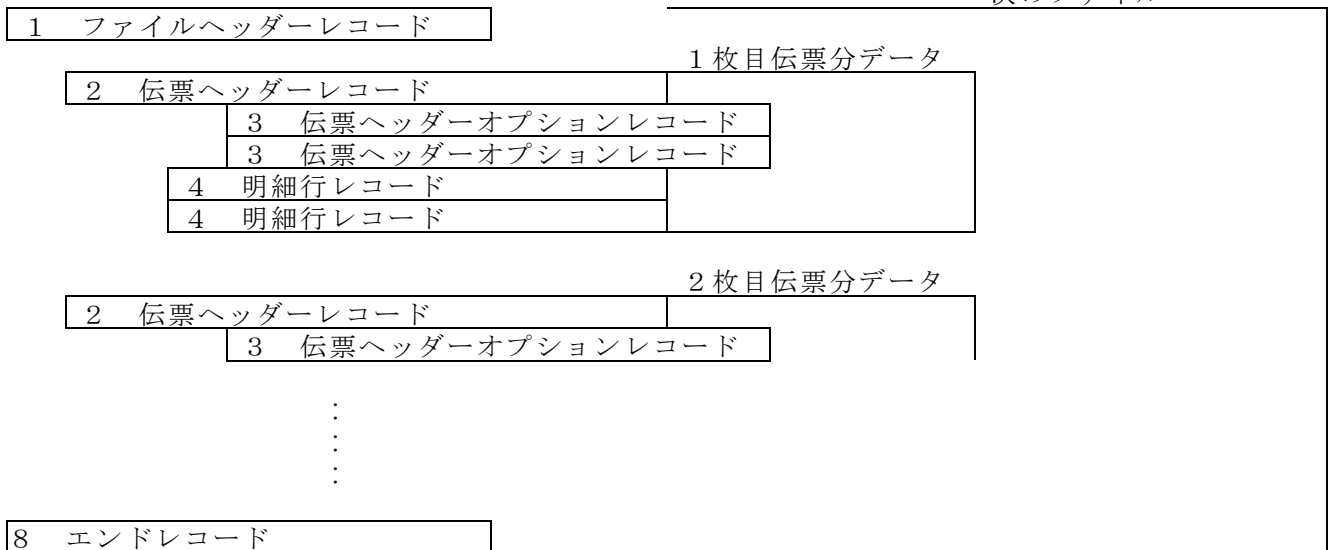 1 ファイルヘッダーレコード
1枚目伝票分データ
2 伝票ヘッダーレコード
3 伝票ヘッダーオプションレコード
3 伝票ヘッダーオプションレコード
4 明細行レコード
4 明細行レコード
2枚目伝票分データ
2 伝票ヘッダーレコード
3 伝票ヘッダーオプションレコード
8 エンドレコード